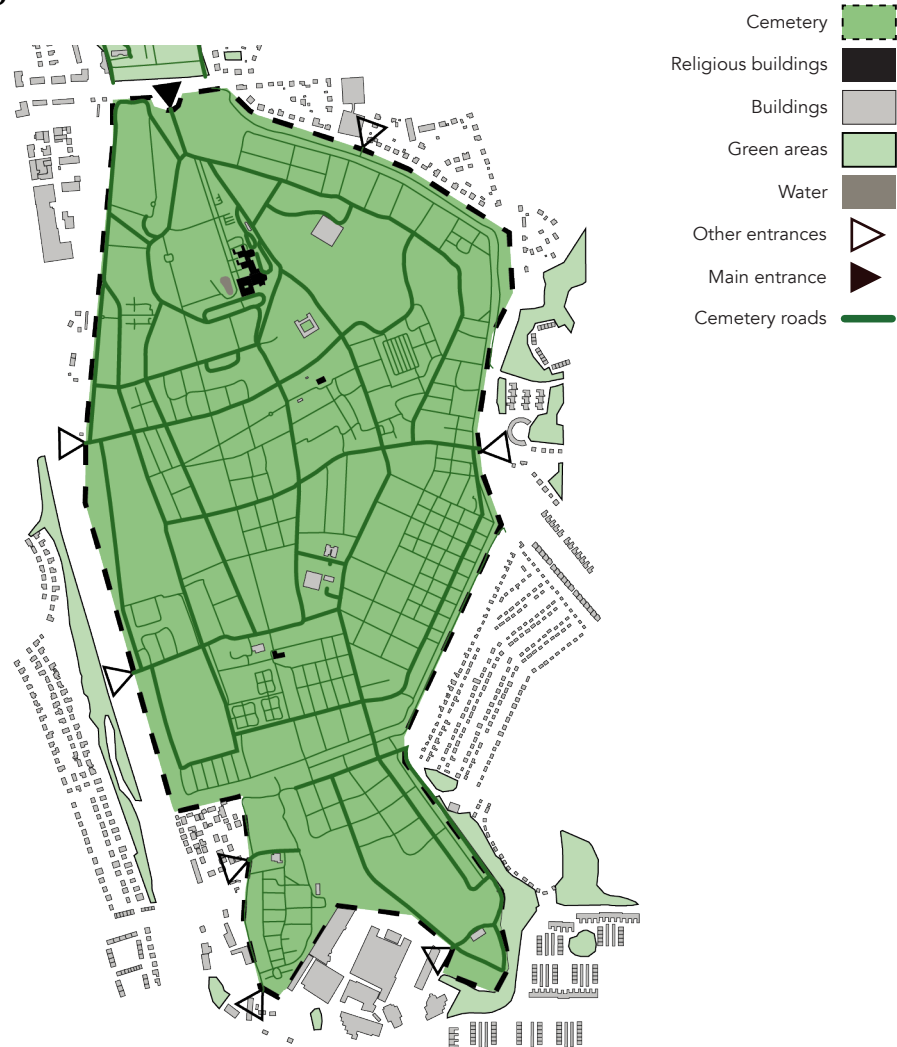 Cemetery
Religious buildings
Buildings
Green areas
Water
Other entrances
Main entrance
Cemetery roads